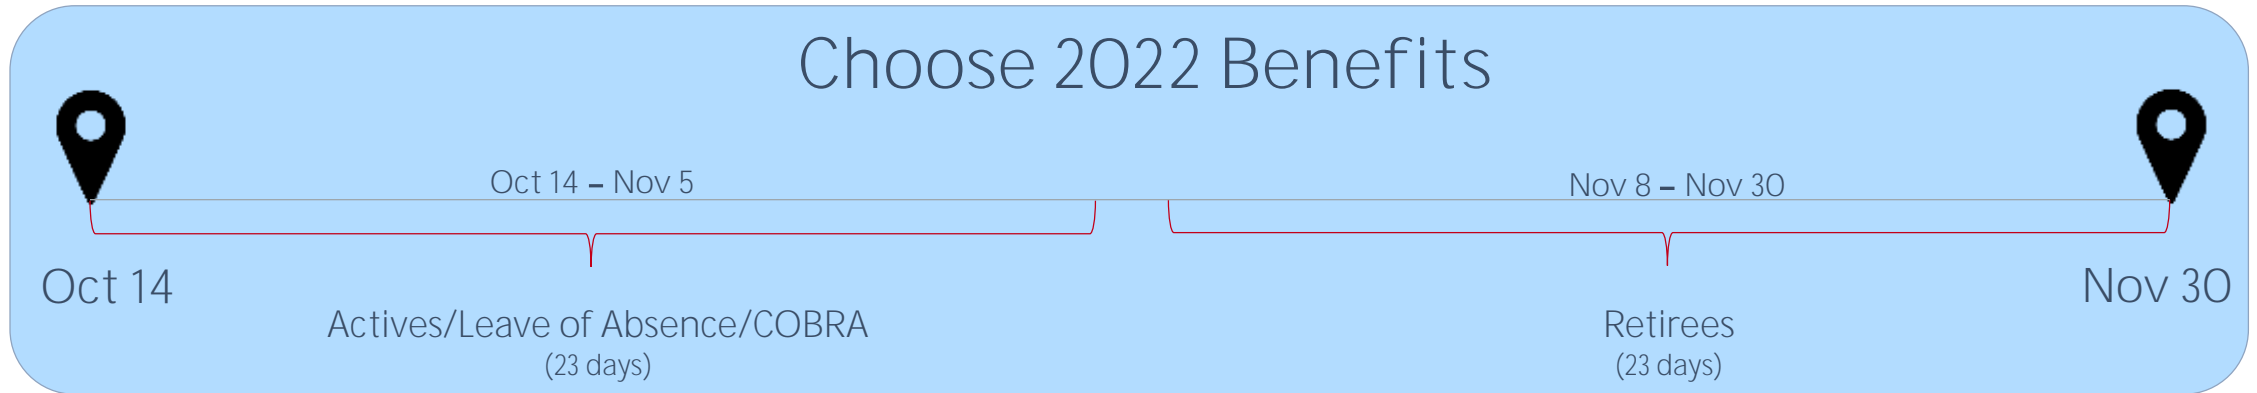 Choose 2022 Benefits
Oct 14 – Nov 5
Nov 8 – Nov 30
Oct 14
Nov 30
Actives/Leave of Absence/COBRA
(23 days)
Retirees
(23 days)